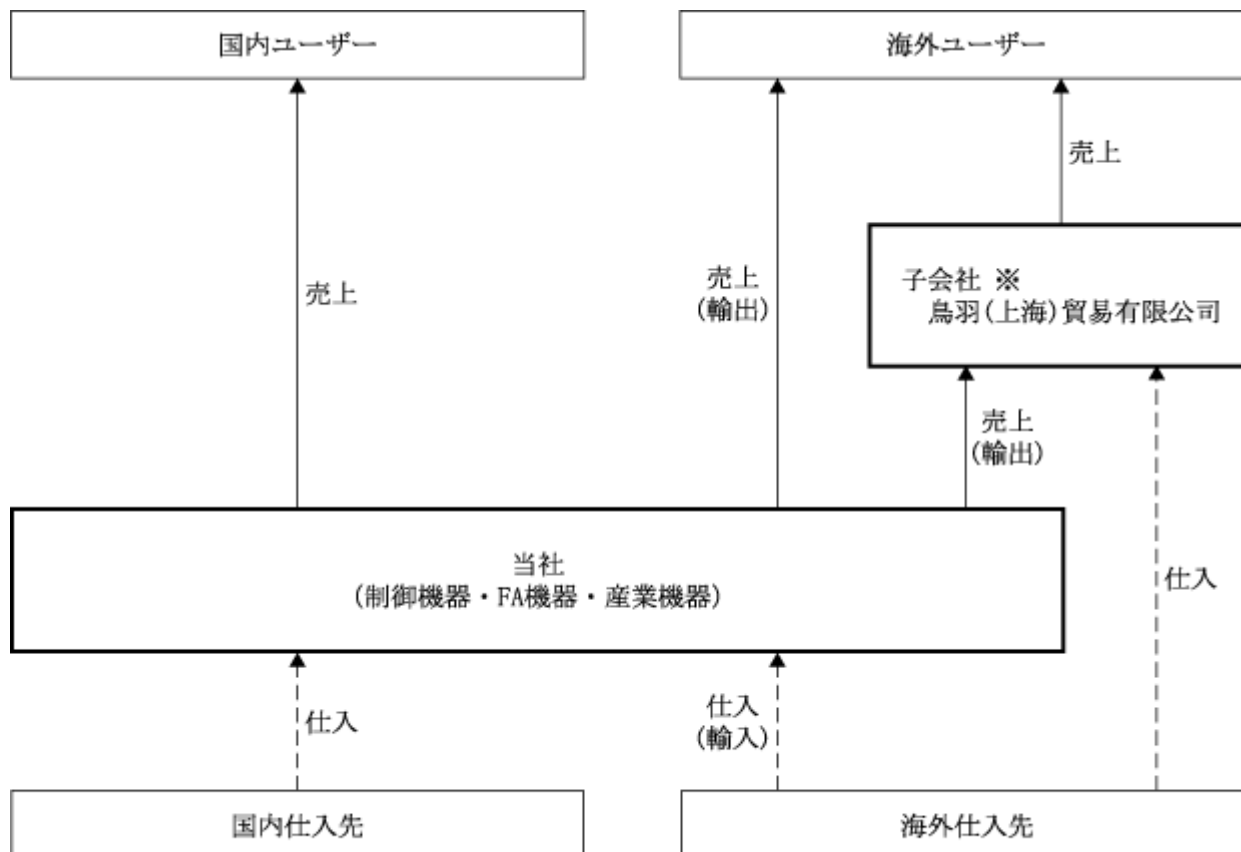 国内ユーザー
海外ユーザー
売上
子会社 ※
鳥羽(上海)貿易有限公司
売上
売上
(輸出)
売上
(輸出)
当社
(制御機器・FA機器・産業機器)
仕入
仕入
仕入
(輸入)
国内仕入先
海外仕入先